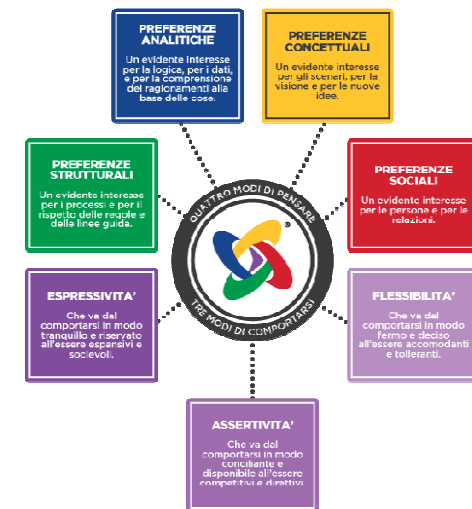 PREFERENZE
ANALITICHE
Un evidente interesse
per la logica, per i dati,
e per la comprensione
dei ragionamenti alla
base delle cose.
PREFERENZE
CONCETTUALI
Un evidente interesse
per gli scenari, per la
visione e per le nuove
idee.
PREFERENZE
STRUTTURALI
Un evidente interesse
per i processi e per il
rispetto delle regole e
delle linee guida.
PREFERENZE
SOCIALI
Un evidente interesse
per le persone e per le
relazioni.
QUATTRO MODI DI PENSARE
®
TRE MODI DI COMPORTARSI
ESPRESSIVITA'
Che va dal
comportarsi in modo
tranquillo e riservato
all'essere espansivi e
socievoli.
FLESSIBILITA'
Che va dal
comportarsi in modo
fermo e deciso
all'essere accomodanti
e tolleranti.
ASSERTIVITA'
Che va dal
comportarsi in modo
conciliante e
disponibile all'essere
competitivi e direttivi.